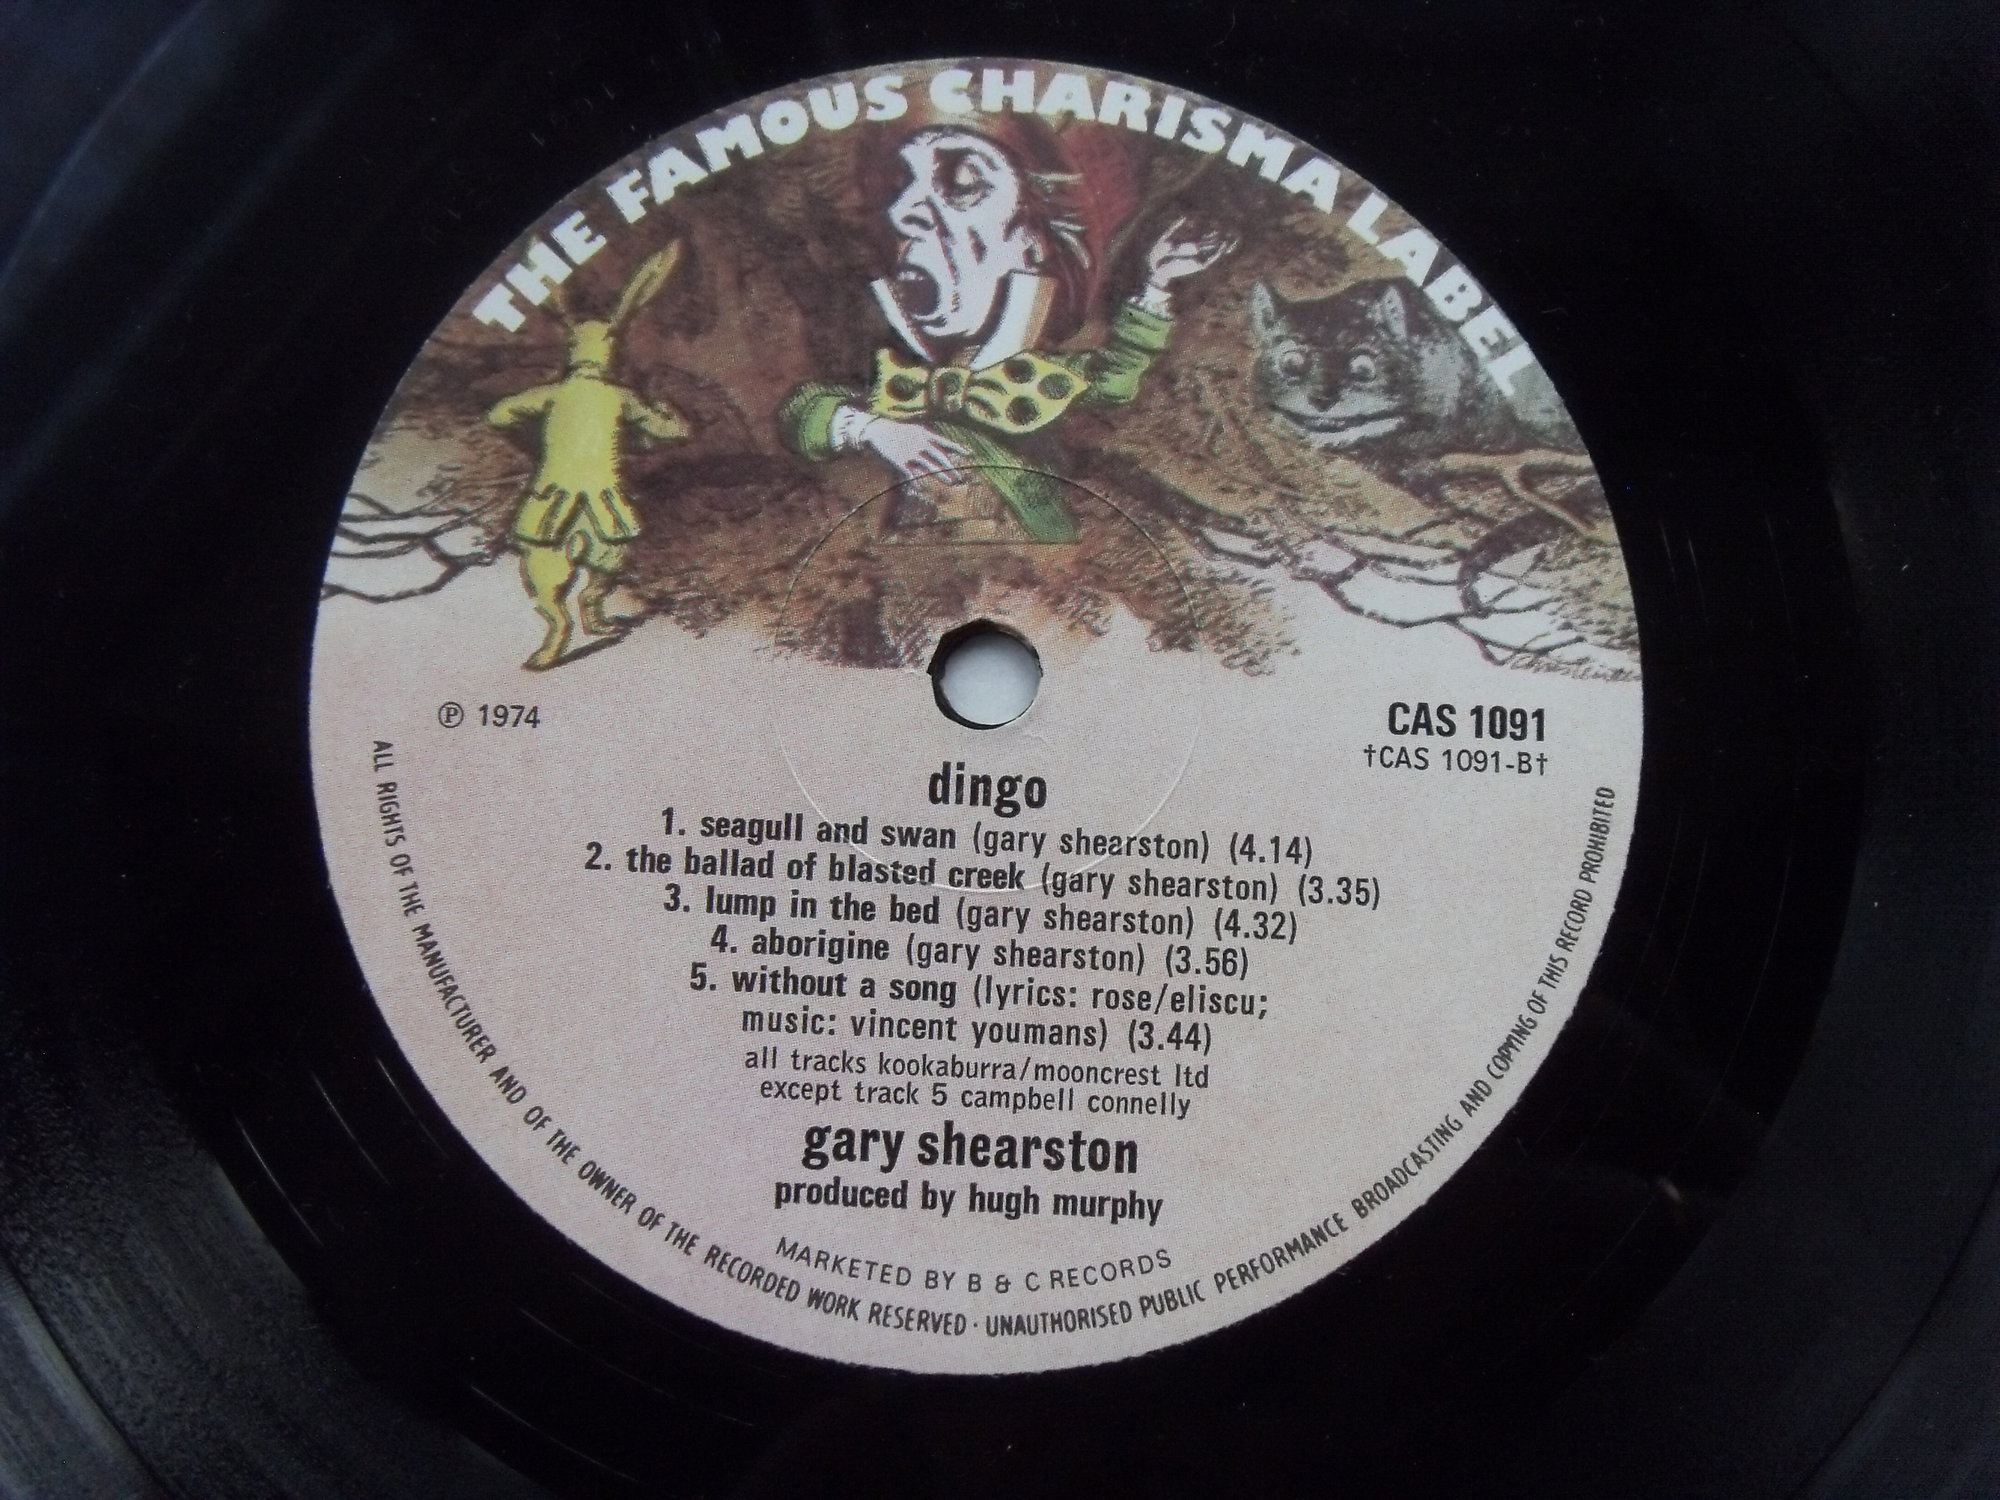 THE FAMOUS CHARISMA LABEL
℗ 1974
CAS 1091
†CAS 1091-B†
dingo
1. seagull and swan (gary shearston) (4.14)
2. the ballad of blasted creek (gary shearston) (3.35)
3. lump in the bed (gary shearston) (4.32)
4. aborigine (gary shearston) (3.56)
5. without a song (lyrics: rose/eliscu;
music: vincent youmans) (3.44)
all tracks kookaburra/mooncrest ltd
except track 5 campbell connelly
gary shearston
produced by hugh murphy
MARKETED BY B & C RECORDS
ALL RIGHTS OF THE MANUFACTURER AND OF THE OWNER OF THE RECORDED WORK RESERVED · UNAUTHORISED PUBLIC PERFORMANCE BROADCASTING AND COPYING OF THIS RECORD PROHIBITED